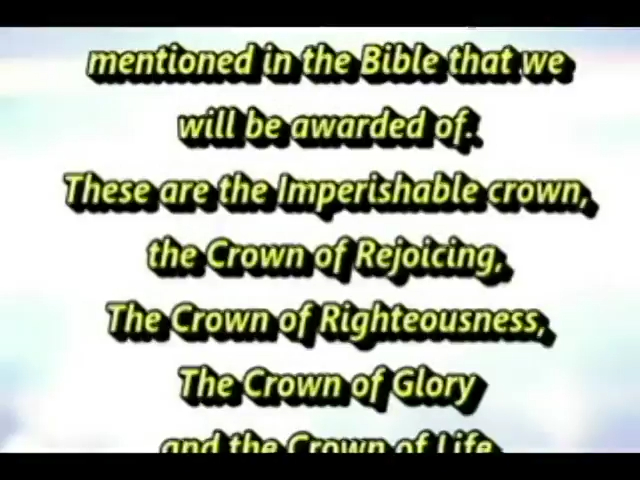 mentioned in the Bible that we
will be awarded of.
These are the Imperishable crown,
the Crown of Rejoicing,
The Crown of Righteousness,
The Crown of Glory
and the Crown of Life